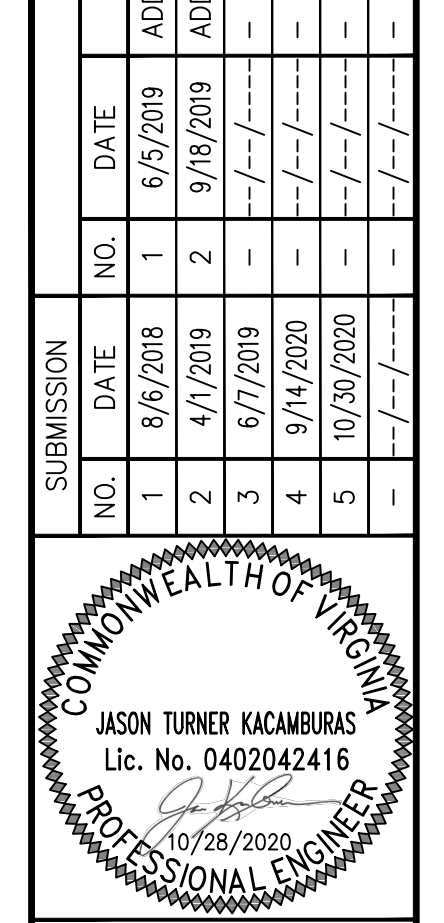 SUBMISSION
NO. DATE
1 8/6/2018
2 4/1/2019
3 6/7/2019
4 9/14/2020
5 10/30/2020
- --/--/----
NO. DATE
1 6/5/2019
2 9/18/2019
- --/--/---- -
- --/--/---- -
- --/--/---- -
- --/--/---- -
COMMONWEALTH OF VIRGINIA
JASON TURNER KACAMBURAS
Lic. No. 0402042416
10/28/2020
PROFESSIONAL ENGINEER